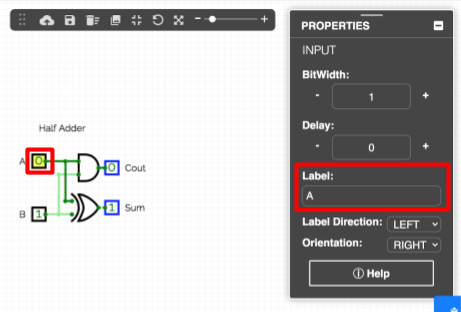 - +
PROPERTIES
INPUT
BitWidth:
- 1 +
Delay:
- 0 +
Label:
A
Label Direction: LEFT
Orientation: RIGHT
Help
Half Adder
A 0
0 Cout
B 1
1 Sum